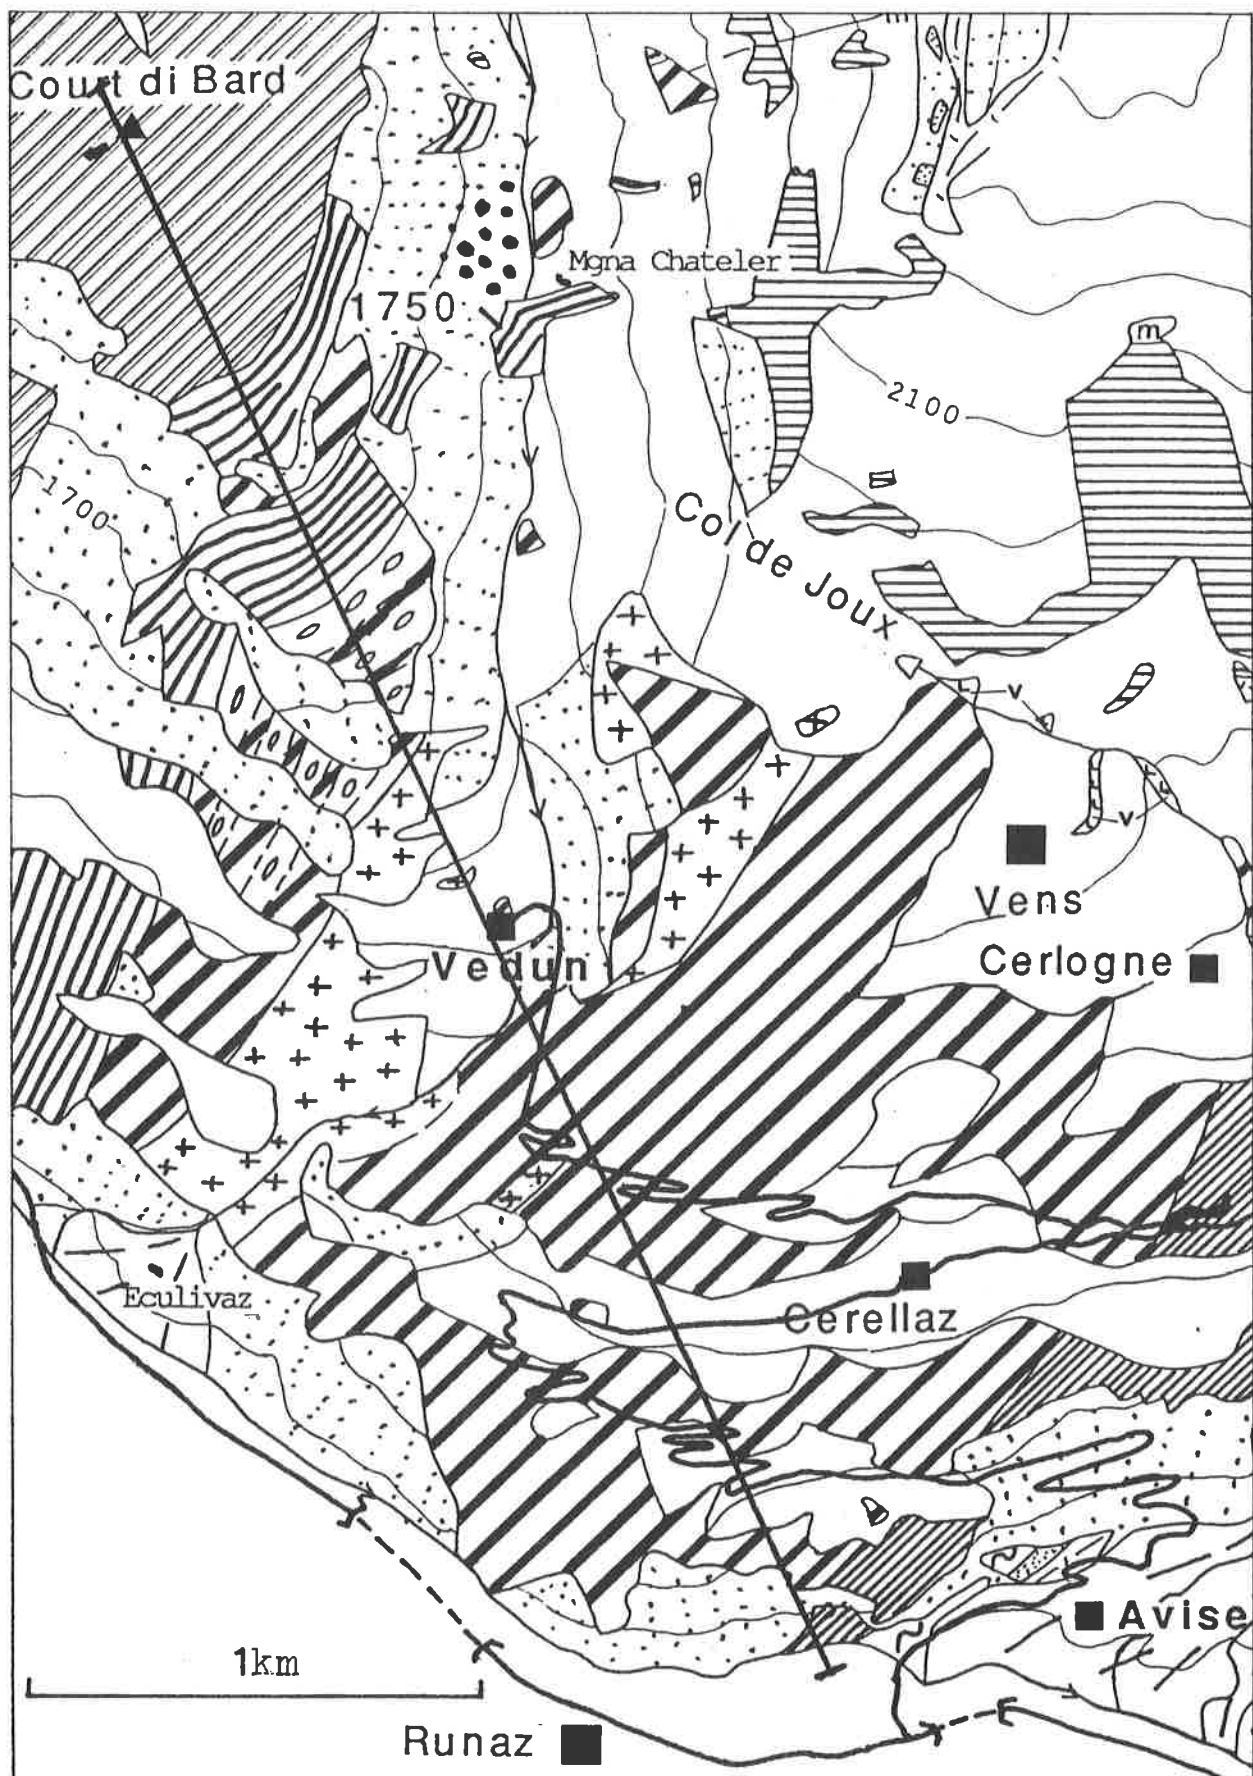 m
Court di Bard
Mgna Chateler
1750
m
2100
1700
Col de Joux
v
v
Vens
Cerlogne
Vedun
Eculivaz
Cerellaz
Avise
1km
Runaz